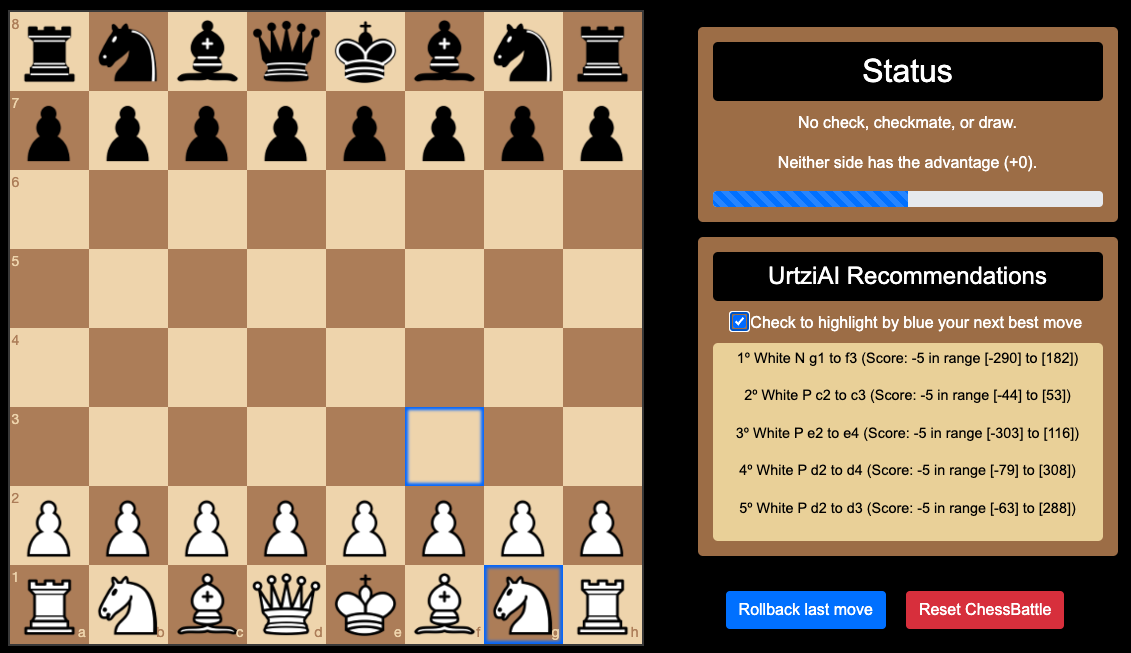 8
7
6
5
4
3
2
1
a b c d e f g h
Status
No check, checkmate, or draw.
Neither side has the advantage (+0).
UrtziAI Recommendations
Check to highlight by blue your next best move
1º White N g1 to f3 (Score: -5 in range [-290] to [182])
2º White P c2 to c3 (Score: -5 in range [-44] to [53])
3º White P e2 to e4 (Score: -5 in range [-303] to [116])
4º White P d2 to d4 (Score: -5 in range [-79] to [308])
5º White P d2 to d3 (Score: -5 in range [-63] to [288])
Rollback last move
Reset ChessBattle